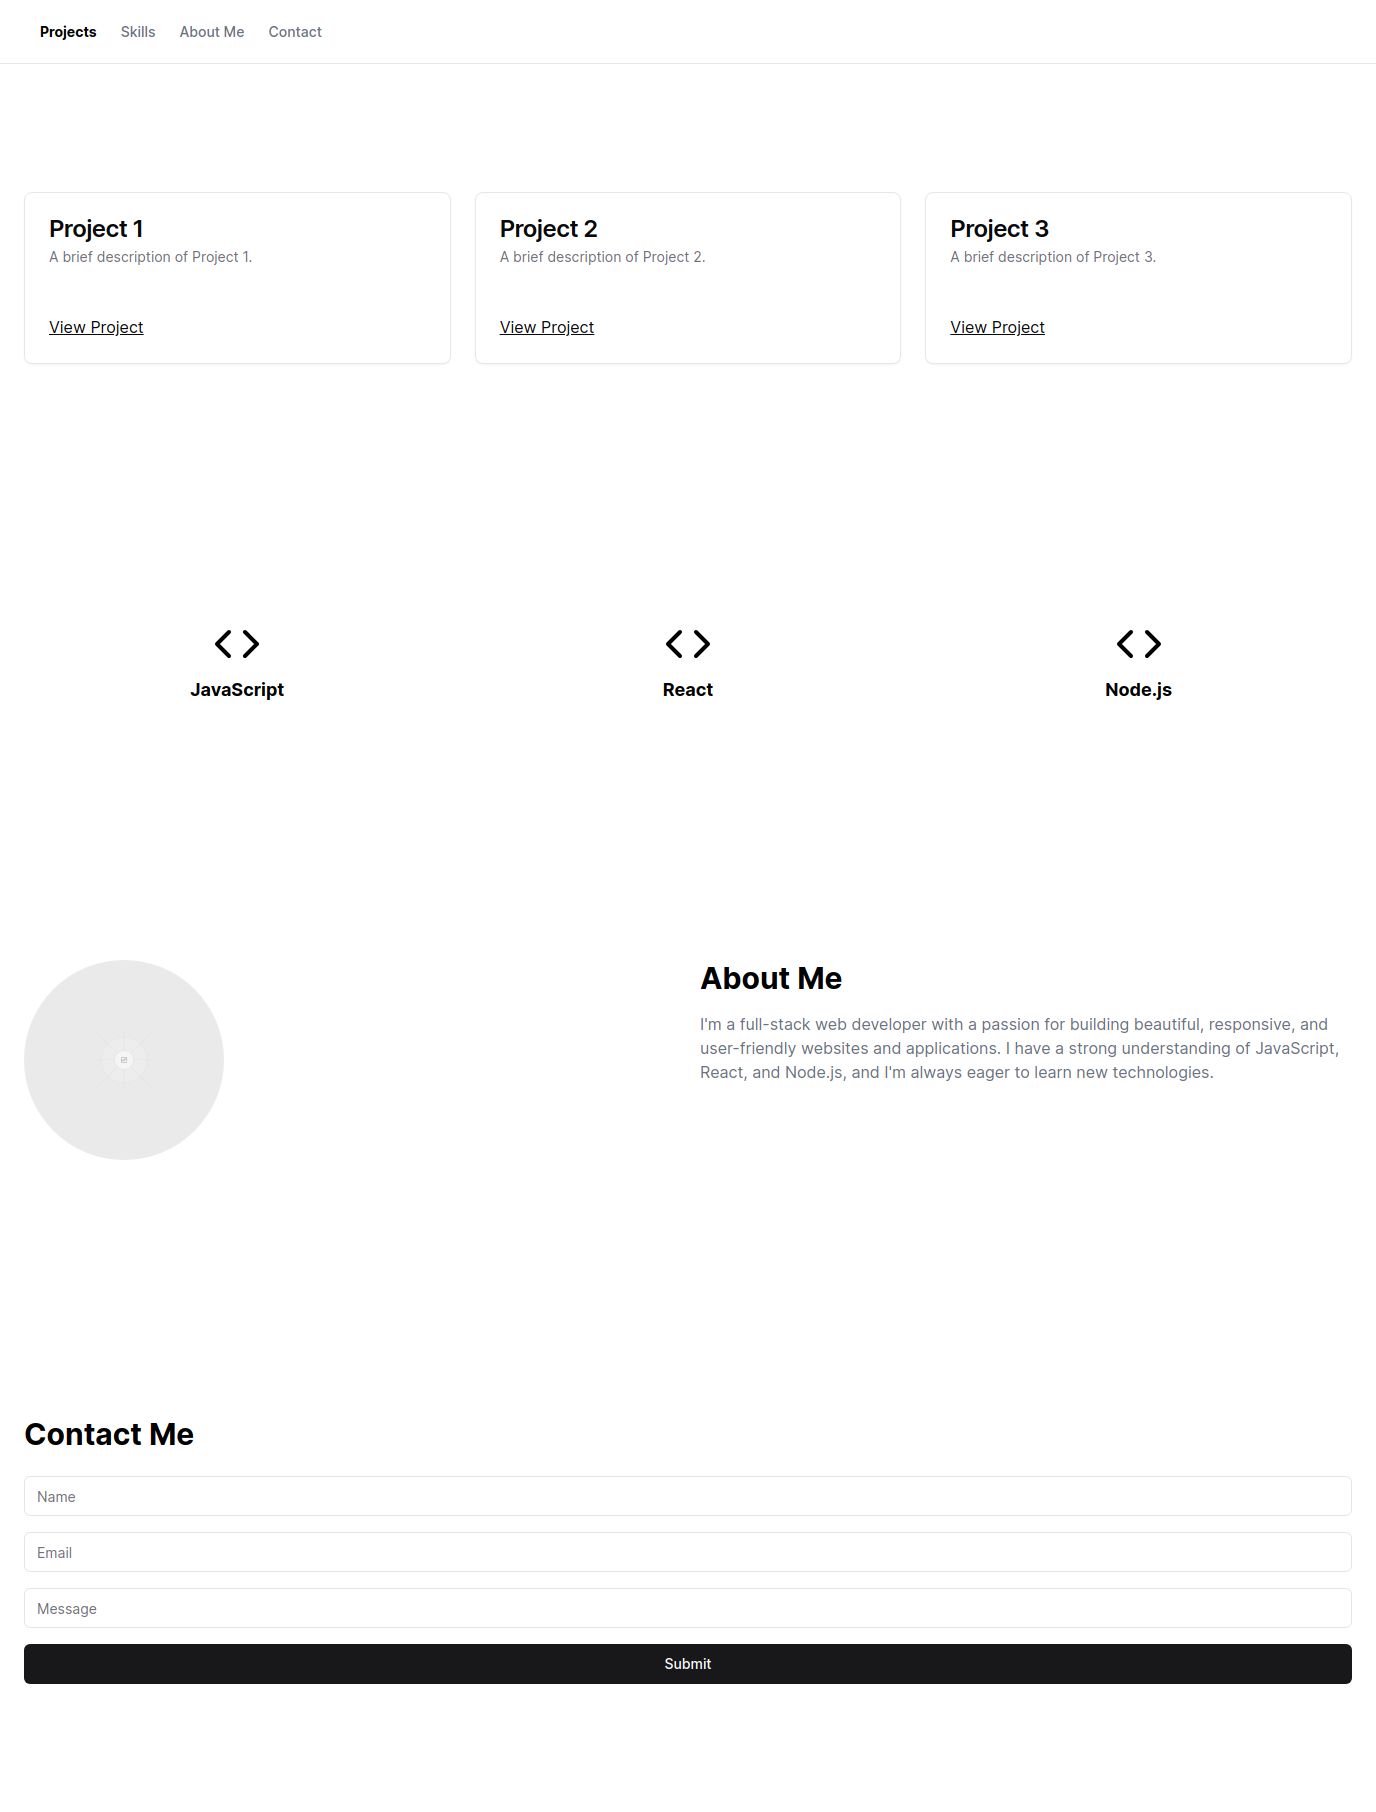 Projects Skills About Me Contact
Project 1
A brief description of Project 1.
View Project
Project 2
A brief description of Project 2.
View Project
Project 3
A brief description of Project 3.
View Project
JavaScript
React
Node.js
About Me
I'm a full-stack web developer with a passion for building beautiful, responsive, and
user-friendly websites and applications. I have a strong understanding of JavaScript,
React, and Node.js, and I'm always eager to learn new technologies.
Contact Me
Name
Email
Message
Submit